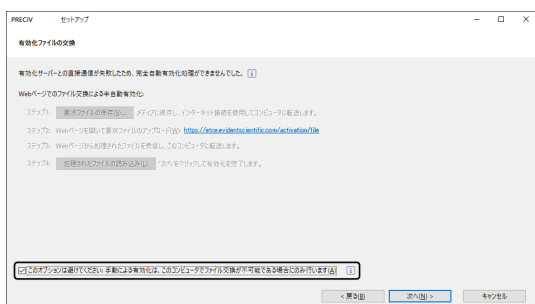 PRECiV セットアップ
有効化ファイルの交換
有効化サーバーとの直接通信が失敗したため、完全自動有効化処理ができませんでした。 i
Webページでのファイル交換による半自動有効化:
ステップ1: 要求ファイルの保存(S)... メディアに保存し、インターネット接続を使用してコンピュータに転送します。
ステップ2: Webページを開いて要求ファイルのアップロード(W): https://etce.evidentscientific.com/activation/file
ステップ3: Webページから処理されたファイルを受信し、このコンピュータに転送します。
ステップ4: 処理されたファイルの読み込み(L) '次へ'をクリックして有効化を完了します。
このオプションは避けてください: 手動による有効化は、このコンピュータでファイル交換が不可能である場合にのみ行います(A) i
< 戻る(B) 次へ(N) > キャンセル